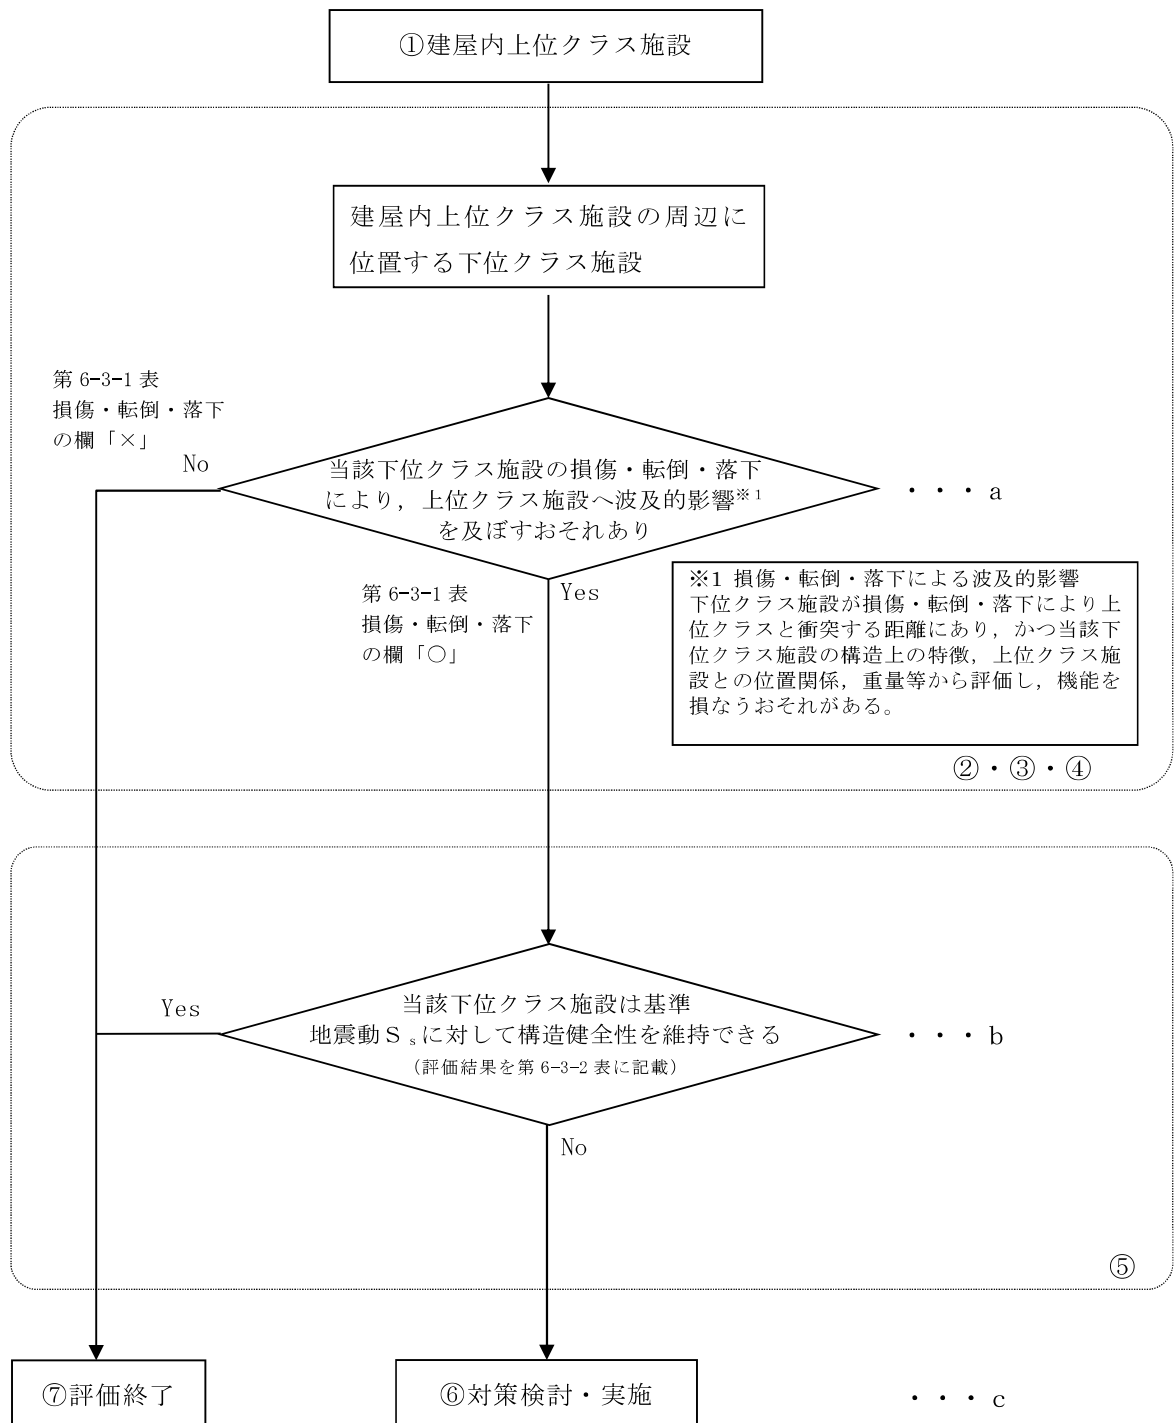 ①建屋内上位クラス施設
建屋内上位クラス施設の周辺に
位置する下位クラス施設
第 6-3-1 表
損傷・転倒・落下
の欄「×」
No
当該下位クラス施設の損傷・転倒・落下
により，上位クラス施設へ波及的影響※1
を及ぼすおそれあり
・・・a
第 6-3-1 表
損傷・転倒・落下
の欄「○」
Yes
※1 損傷・転倒・落下による波及的影響
下位クラス施設が損傷・転倒・落下により上
位クラスと衝突する距離にあり，かつ当該下
位クラス施設の構造上の特徴，上位クラス施
設との位置関係，重量等から評価し，機能を
損なうおそれがある。
②・③・④
Yes
当該下位クラス施設は基準
地震動Ｓｓに対して構造健全性を維持できる
（評価結果を第 6-3-2 表に記載）
・・・b
No
⑤
⑦評価終了
⑥対策検討・実施
・・・c